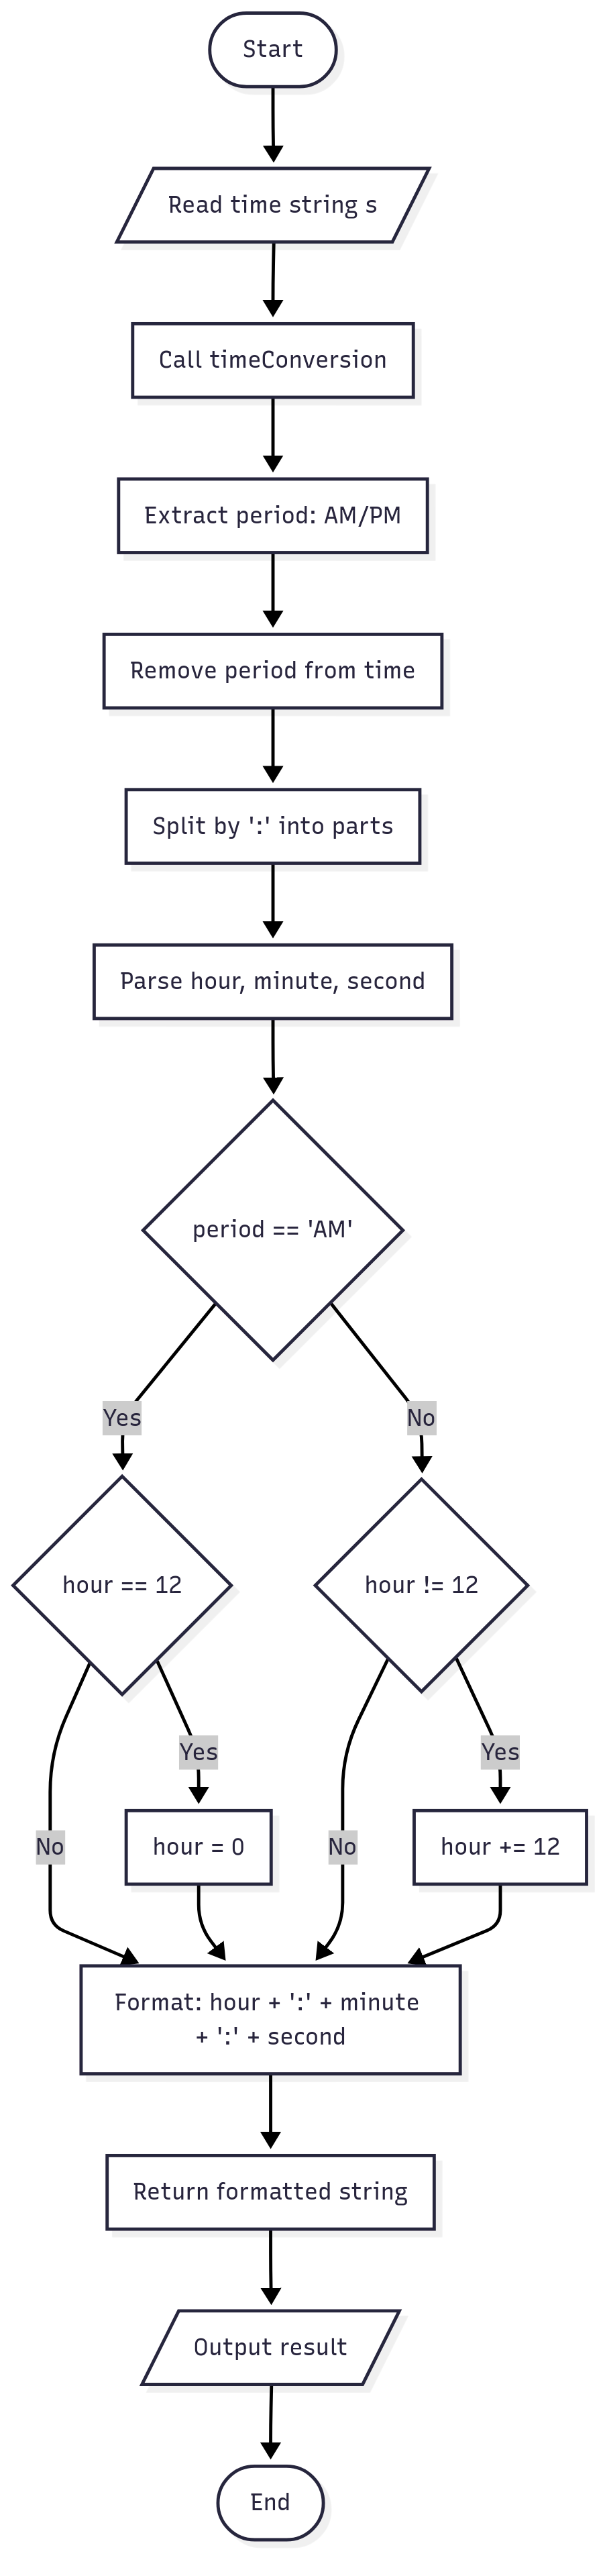 Start
Read time string s
Call timeConversion
Extract period: AM/PM
Remove period from time
Split by ':' into parts
Parse hour, minute, second
period == 'AM'
Yes
No
hour == 12
hour != 12
Yes
Yes
No
hour = 0
No
hour += 12
Format: hour + ':' + minute
+ ':' + second
Return formatted string
Output result
End